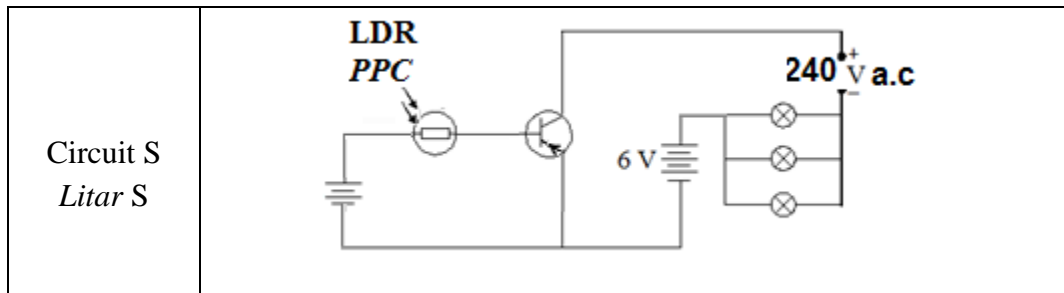 Circuit S
Litar S
LDR
PPC
+
240 V a.c
–
6 V